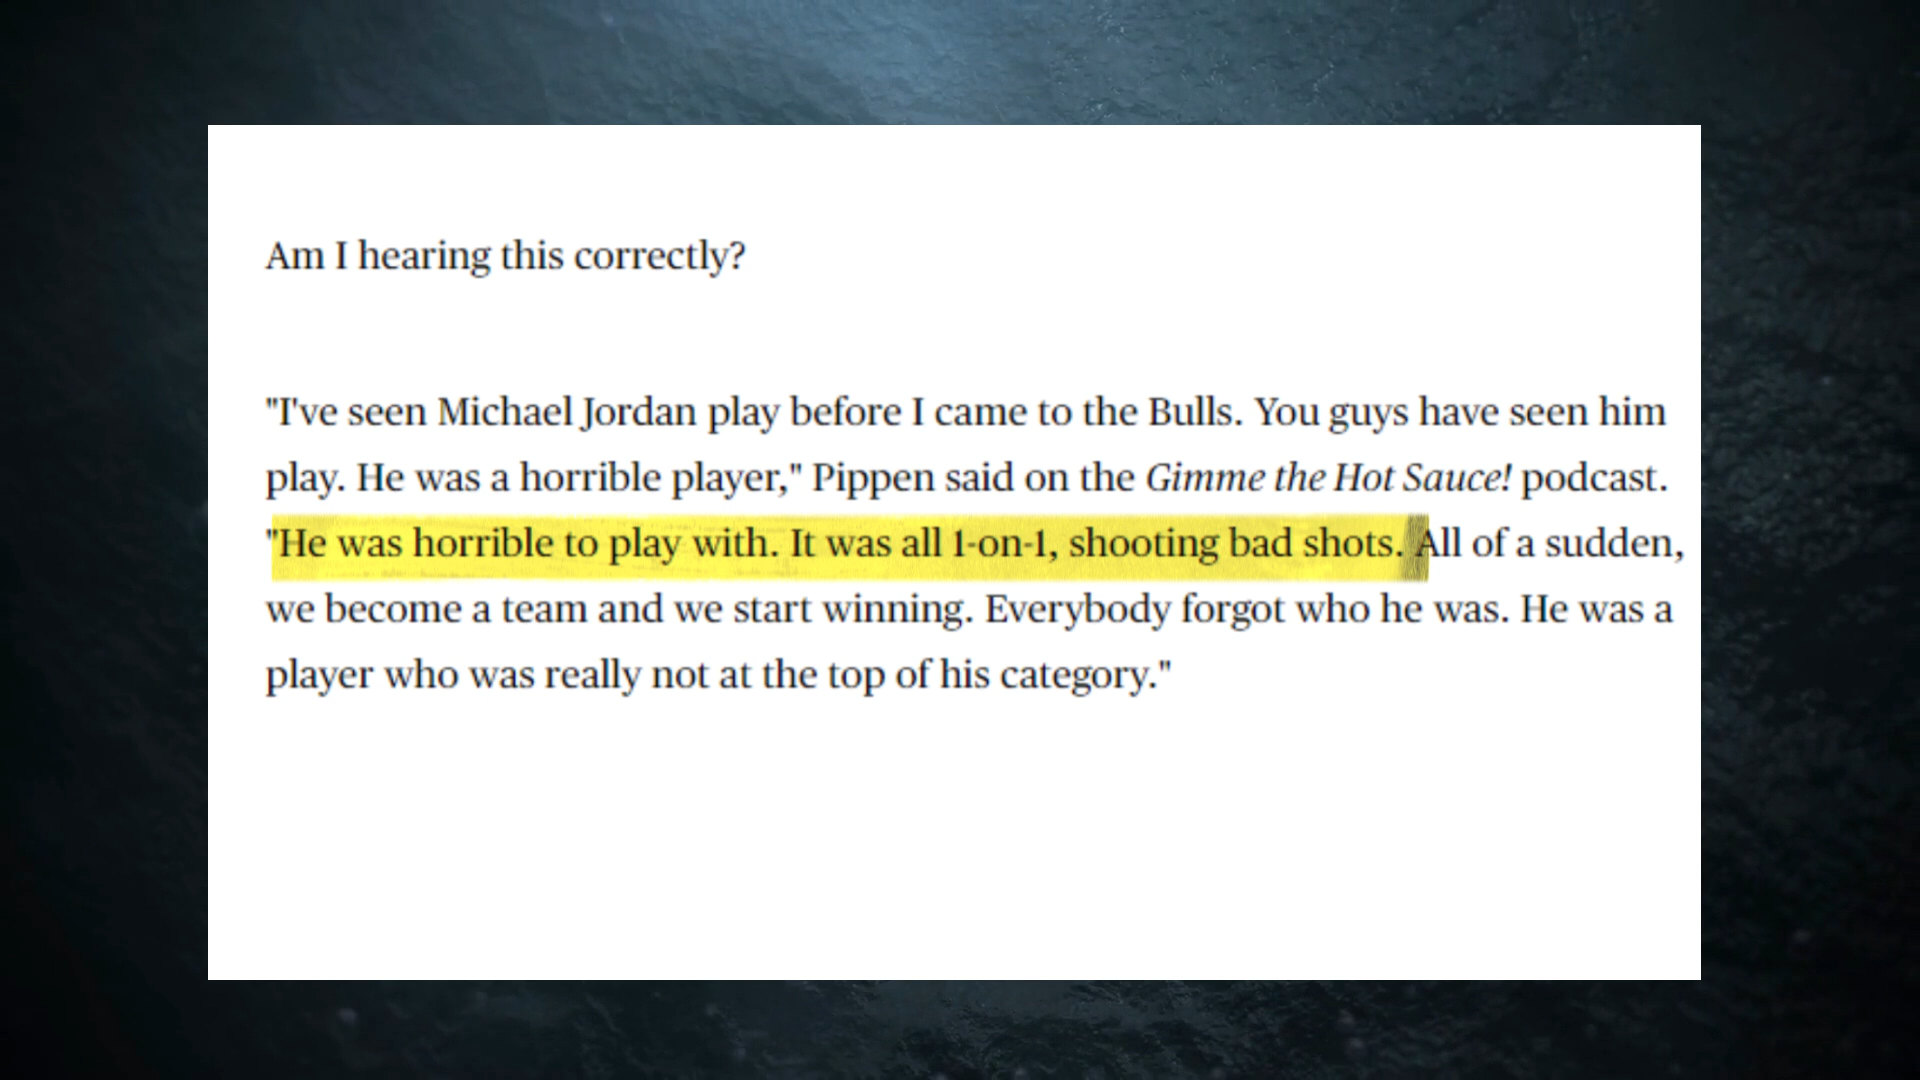 Am I hearing this correctly?
"I've seen Michael Jordan play before I came to the Bulls. You guys have seen him
play. He was a horrible player," Pippen said on the Gimme the Hot Sauce! podcast.
"He was horrible to play with. It was all 1-on-1, shooting bad shots. All of a sudden,
we become a team and we start winning. Everybody forgot who he was. He was a
player who was really not at the top of his category."